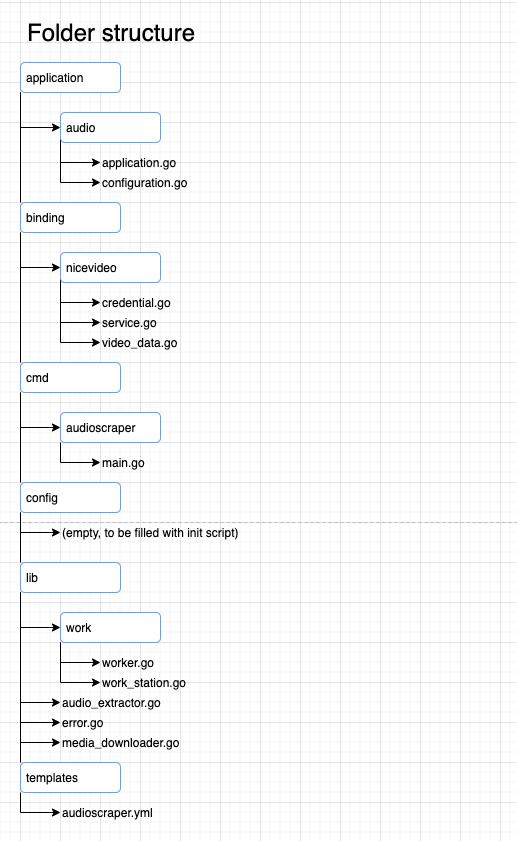 Folder structure
application
audio
application.go
configuration.go
binding
nicevideo
credential.go
service.go
video_data.go
cmd
audioscraper
main.go
config
(empty, to be filled with init script)
lib
work
worker.go
work_station.go
audio_extractor.go
error.go
media_downloader.go
templates
audioscraper.yml